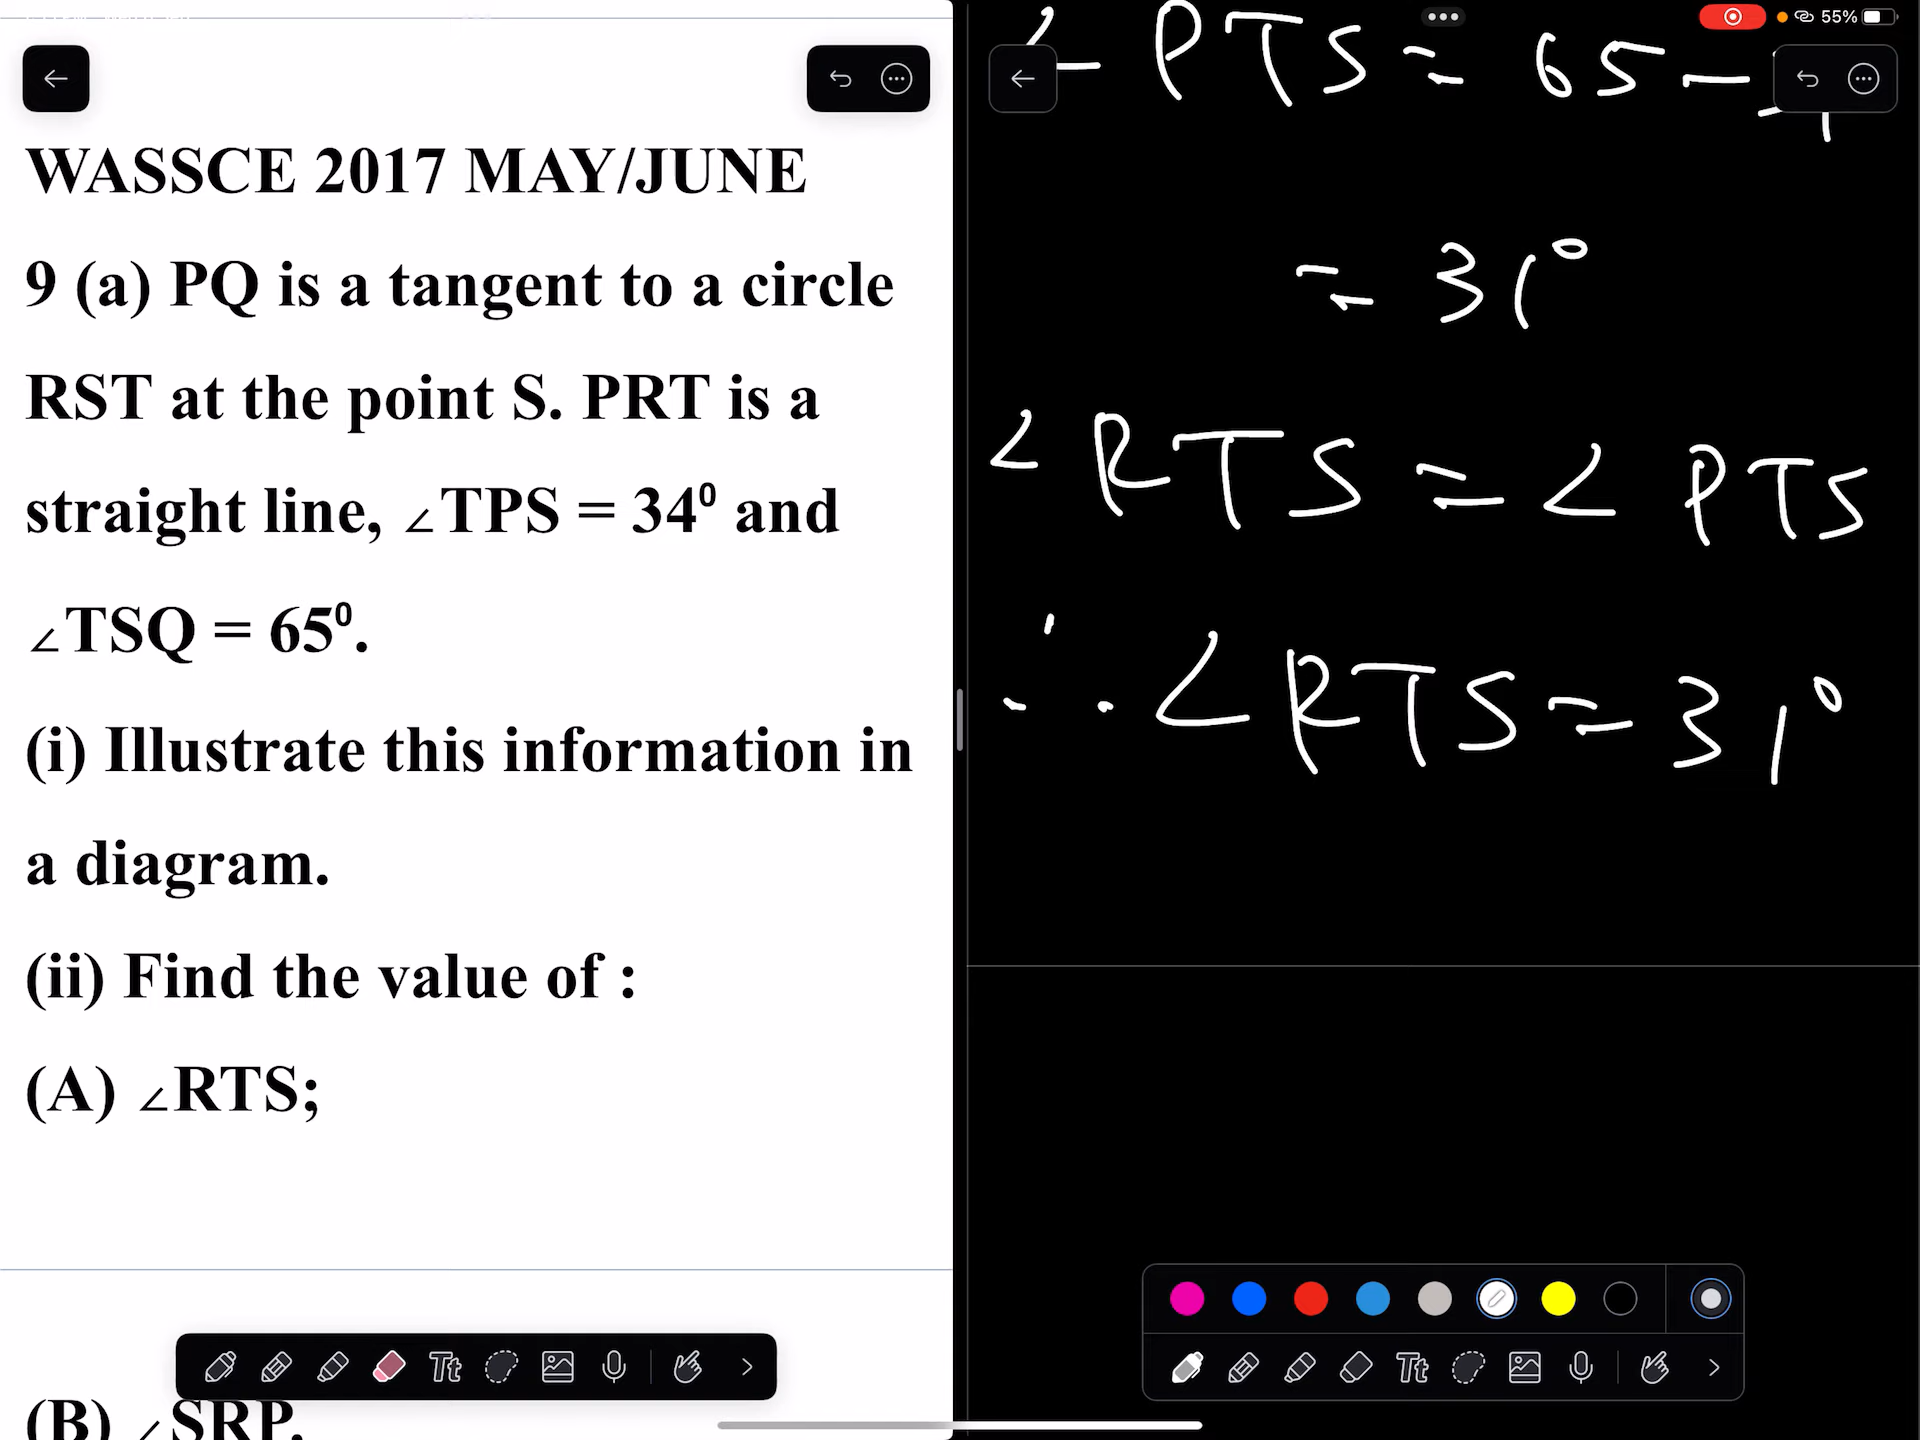 WASSCE 2017 MAY/JUNE
9 (a) PQ is a tangent to a circle
RST at the point S. PRT is a
straight line, ∠TPS = 34⁰ and
∠TSQ = 65⁰.
(i) Illustrate this information in
a diagram.
(ii) Find the value of :
(A) ∠RTS;
(B) ∠SRP.
Tt
55%
∠PTS = 65 -
= 31°
∠RTS = ∠PTS
∴ ∠RTS = 31°
Tt